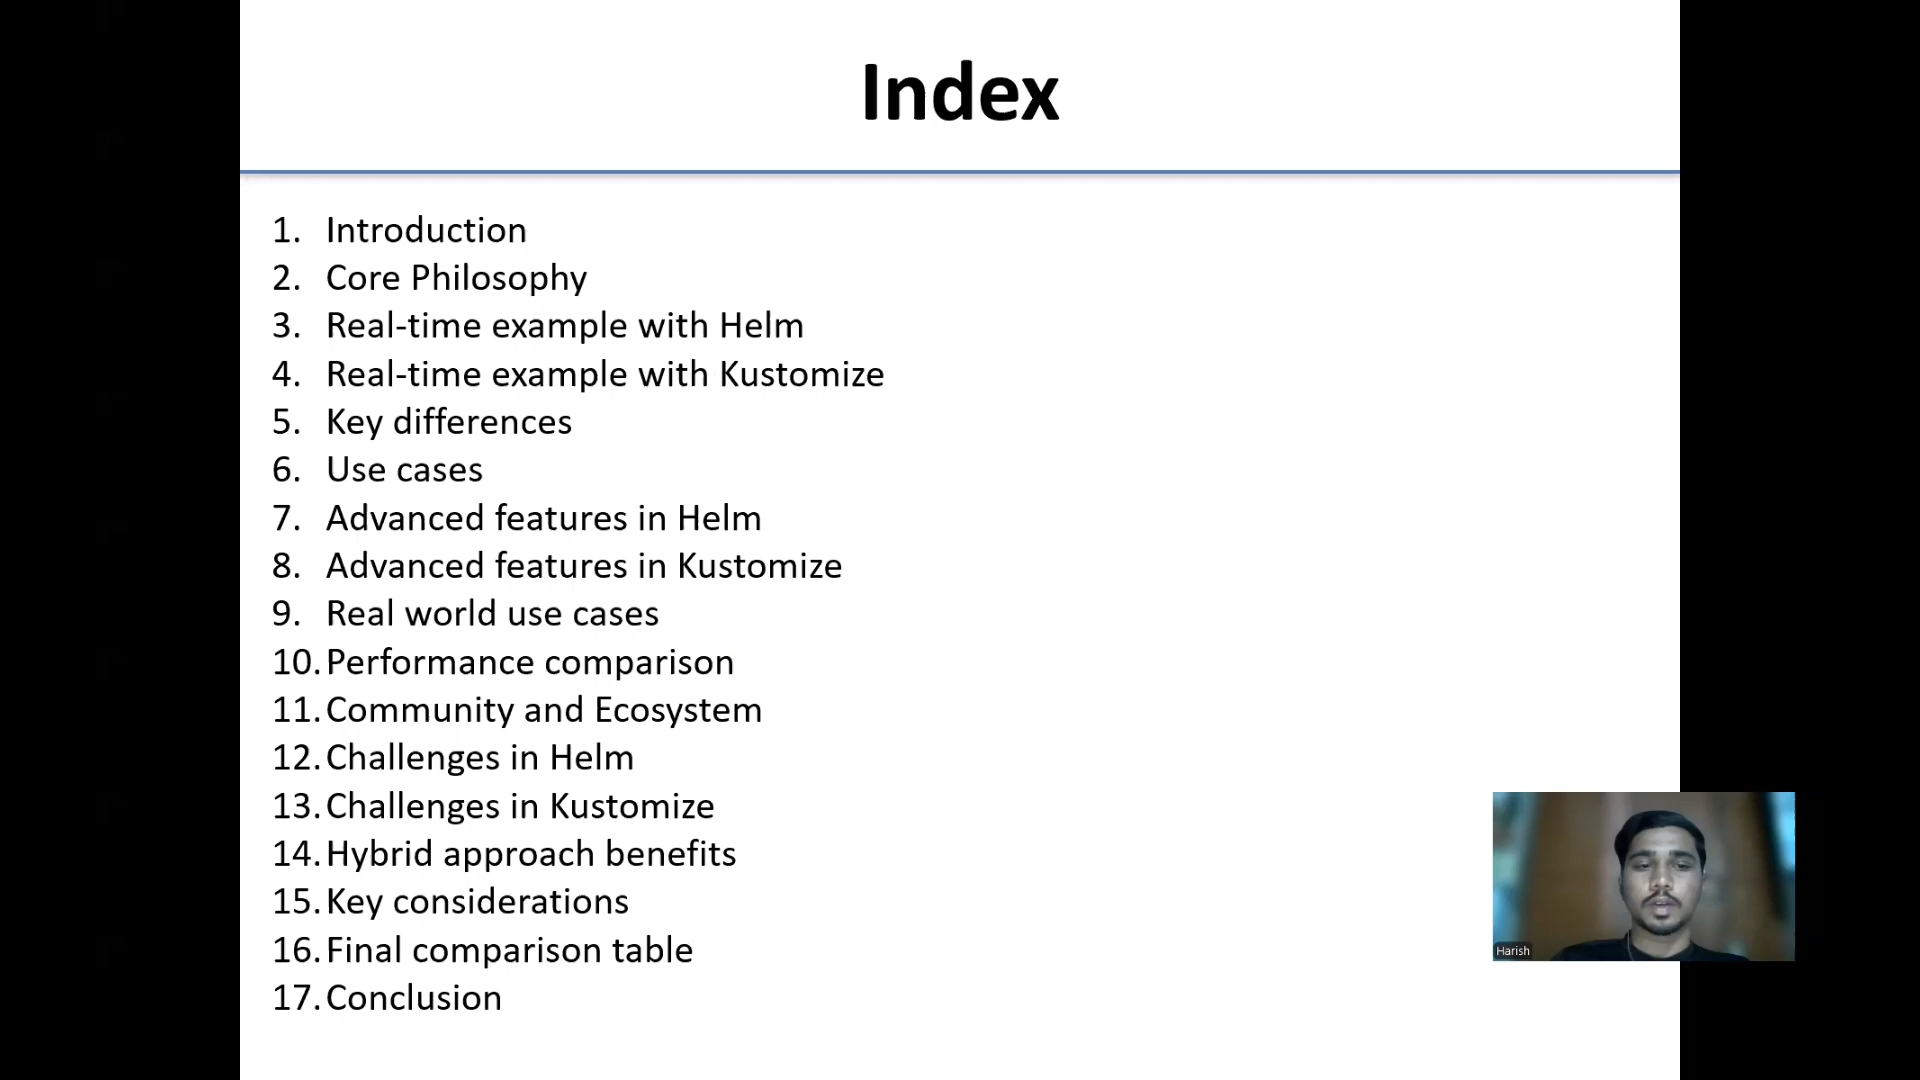 Index
1. Introduction
2. Core Philosophy
3. Real-time example with Helm
4. Real-time example with Kustomize
5. Key differences
6. Use cases
7. Advanced features in Helm
8. Advanced features in Kustomize
9. Real world use cases
10. Performance comparison
11. Community and Ecosystem
12. Challenges in Helm
13. Challenges in Kustomize
14. Hybrid approach benefits
15. Key considerations
16. Final comparison table
17. Conclusion
Harish